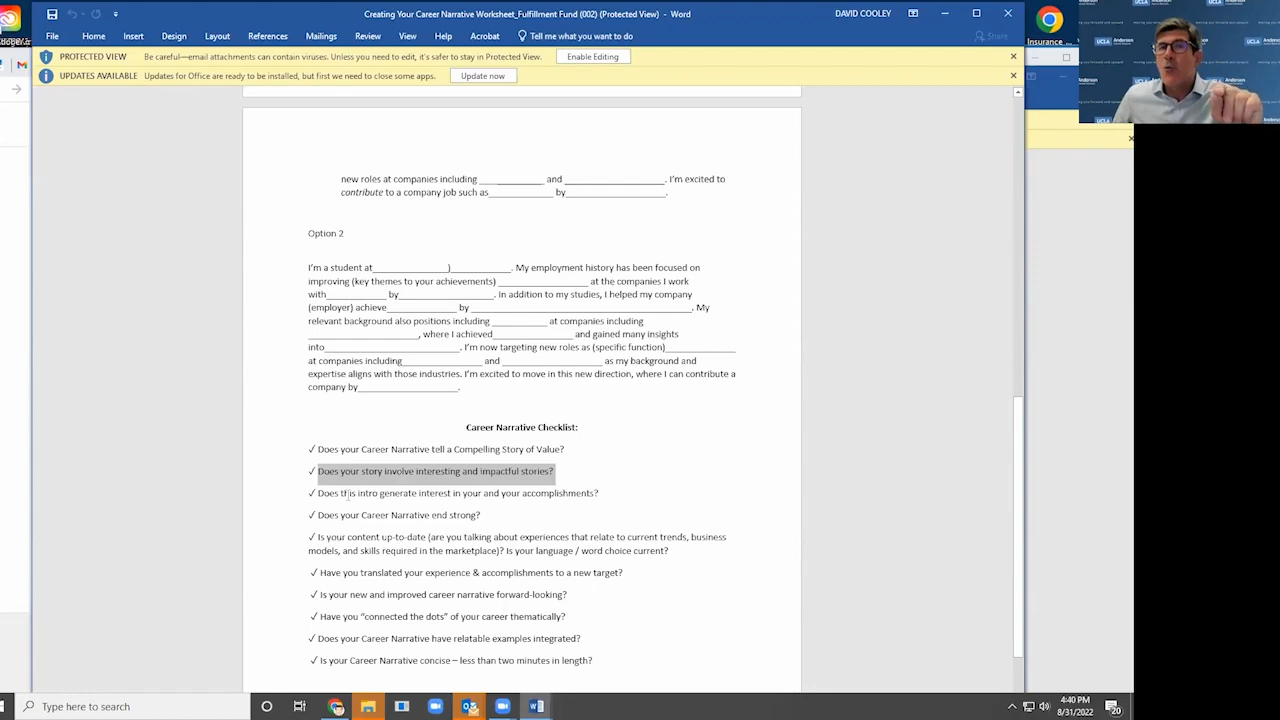 Creating Your Career Narrative Worksheet_Fulfillment Fund (002) (Protected View) - Word
DAVID COOLEY
File Home Insert Design Layout References Mailings Review View Help Acrobat Tell me what you want to do Share
PROTECTED VIEW Be careful—email attachments can contain viruses. Unless you need to edit, it's safer to stay in Protected View. Enable Editing
UPDATES AVAILABLE Updates for Office are ready to be installed, but first we need to close some apps. Update now
Insurance
UCLA Anderson
new roles at companies including ____________ and __________________. I'm excited to
contribute to a company job such as____________ by__________________.
Option 2
I'm a student at______________)___________. My employment history has been focused on
improving (key themes to your achievements) ________________ at the companies I work
with___________ by_________________. In addition to my studies, I helped my company
(employer) achieve____________ by ________________________________________. My
relevant background also positions including __________ at companies including
____________________, where I achieved______________ and gained many insights
into________________________. I'm now targeting new roles as (specific function)____________
at companies including______________ and __________________ as my background and
expertise aligns with those industries. I'm excited to move in this new direction, where I can contribute a
company by__________________.
Career Narrative Checklist:
✓ Does your Career Narrative tell a Compelling Story of Value?
✓ Does your story involve interesting and impactful stories?
✓ Does this intro generate interest in your and your accomplishments?
✓ Does your Career Narrative end strong?
✓ Is your content up-to-date (are you talking about experiences that relate to current trends, business
models, and skills required in the marketplace)? Is your language / word choice current?
✓ Have you translated your experience & accomplishments to a new target?
✓ Is your new and improved career narrative forward-looking?
✓ Have you “connected the dots” of your career thematically?
✓ Does your Career Narrative have relatable examples integrated?
✓ Is your Career Narrative concise – less than two minutes in length?
Type here to search
4:40 PM
8/31/2022
20